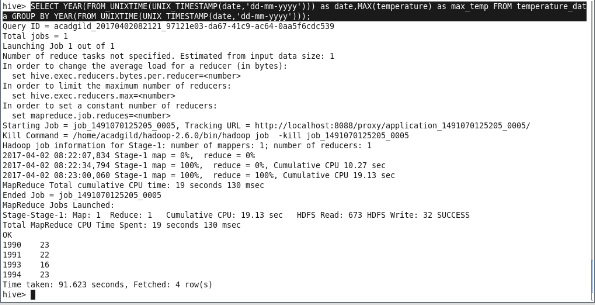 hive> SELECT YEAR(FROM_UNIXTIME(UNIX_TIMESTAMP(date,'dd-mm-yyyy'))) as date,MAX(temperature) as max_temp FROM temperature_dat
a GROUP BY YEAR(FROM_UNIXTIME(UNIX_TIMESTAMP(date,'dd-mm-yyyy')));
Query ID = acadgild_20170402082121_97121e03-da67-41c9-ac64-0aa5f6cdc539
Total jobs = 1
Launching Job 1 out of 1
Number of reduce tasks not specified. Estimated from input data size: 1
In order to change the average load for a reducer (in bytes):
  set hive.exec.reducers.bytes.per.reducer=<number>
In order to limit the maximum number of reducers:
  set hive.exec.reducers.max=<number>
In order to set a constant number of reducers:
  set mapreduce.job.reduces=<number>
Starting Job = job_1491070125205_0005, Tracking URL = http://localhost:8088/proxy/application_1491070125205_0005/
Kill Command = /home/acadgild/hadoop-2.6.0/bin/hadoop job  -kill job_1491070125205_0005
Hadoop job information for Stage-1: number of mappers: 1; number of reducers: 1
2017-04-02 08:22:07,834 Stage-1 map = 0%,  reduce = 0%
2017-04-02 08:22:34,794 Stage-1 map = 100%,  reduce = 0%, Cumulative CPU 10.27 sec
2017-04-02 08:23:00,060 Stage-1 map = 100%,  reduce = 100%, Cumulative CPU 19.13 sec
MapReduce Total cumulative CPU time: 19 seconds 130 msec
Ended Job = job_1491070125205_0005
MapReduce Jobs Launched:
Stage-Stage-1: Map: 1  Reduce: 1   Cumulative CPU: 19.13 sec   HDFS Read: 673 HDFS Write: 32 SUCCESS
Total MapReduce CPU Time Spent: 19 seconds 130 msec
OK
1990    23
1991    22
1993    16
1994    23
Time taken: 91.623 seconds, Fetched: 4 row(s)
hive>